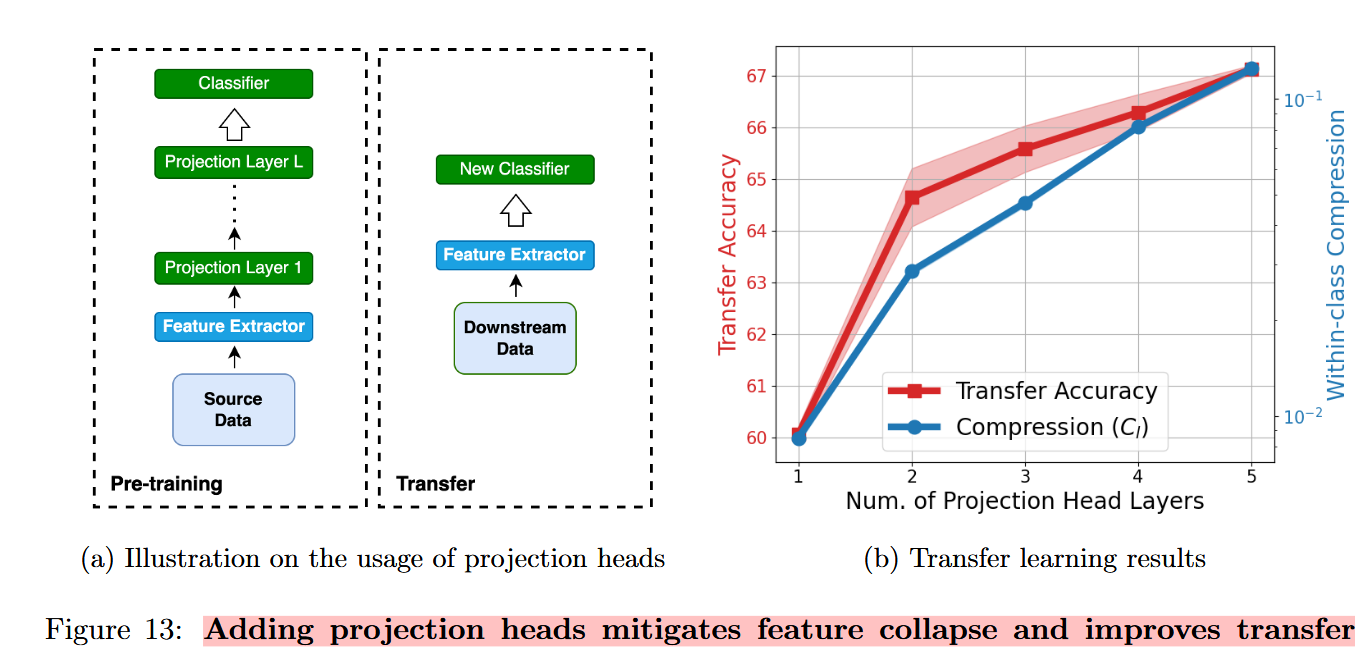 Classifier
Projection Layer L
Projection Layer 1
Feature Extractor
Source
Data
Pre-training
New Classifier
Feature Extractor
Downstream
Data
Transfer
67
66
65
64
63
62
61
60
Transfer Accuracy
10⁻¹
10⁻²
Within-class Compression
Transfer Accuracy
Compression (C_l)
1 2 3 4 5
Num. of Projection Head Layers
(a) Illustration on the usage of projection heads
(b) Transfer learning results
Figure 13: Adding projection heads mitigates feature collapse and improves transfer